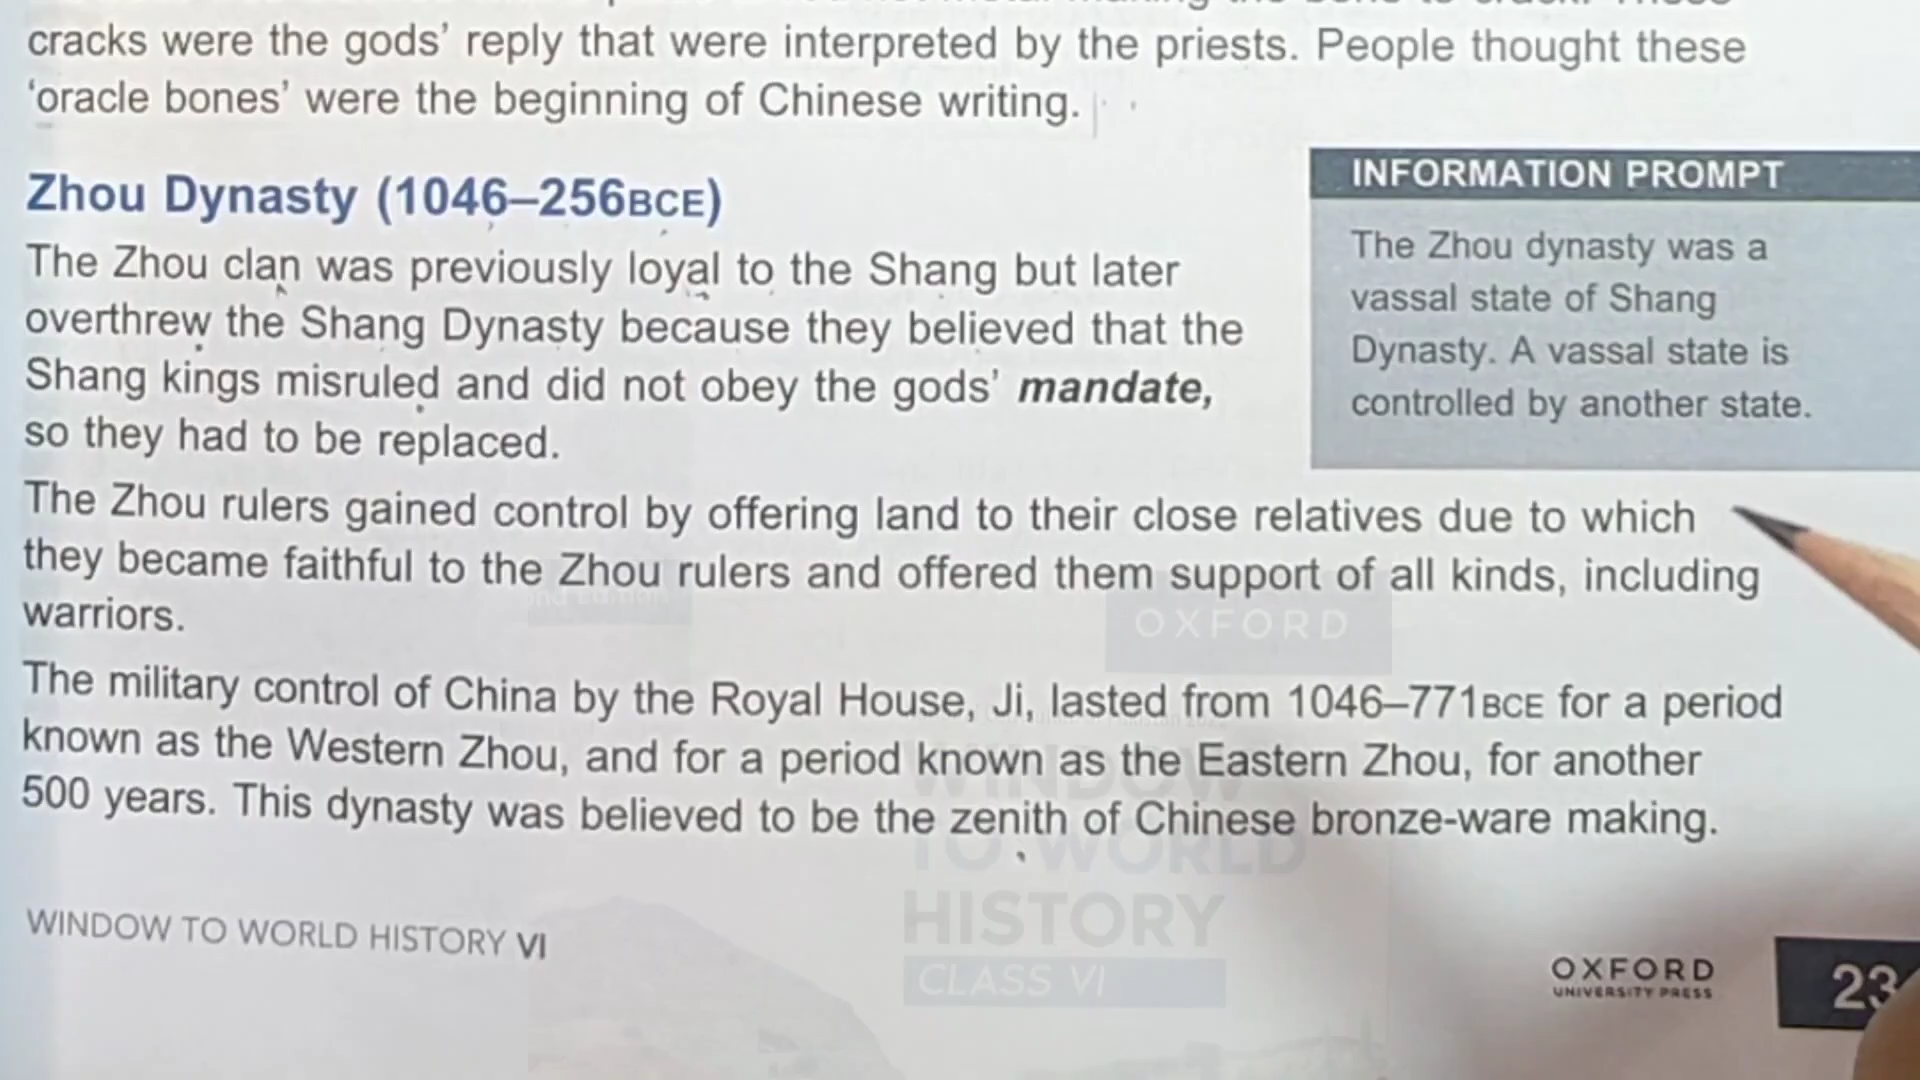 cracks were the gods’ reply that were interpreted by the priests. People thought these
‘oracle bones’ were the beginning of Chinese writing.
Zhou Dynasty (1046–256BCE)
The Zhou clan was previously loyal to the Shang but later
overthrew the Shang Dynasty because they believed that the
Shang kings misruled and did not obey the gods’ mandate,
so they had to be replaced.
INFORMATION PROMPT
The Zhou dynasty was a
vassal state of Shang
Dynasty. A vassal state is
controlled by another state.
The Zhou rulers gained control by offering land to their close relatives due to which
they became faithful to the Zhou rulers and offered them support of all kinds, including
warriors.
The military control of China by the Royal House, Ji, lasted from 1046–771BCE for a period
known as the Western Zhou, and for a period known as the Eastern Zhou, for another
500 years. This dynasty was believed to be the zenith of Chinese bronze-ware making.
OXFORD
WINDOW
TO WORLD
HISTORY
CLASS VI
WINDOW TO WORLD HISTORY VI
OXFORD
UNIVERSITY PRESS
23